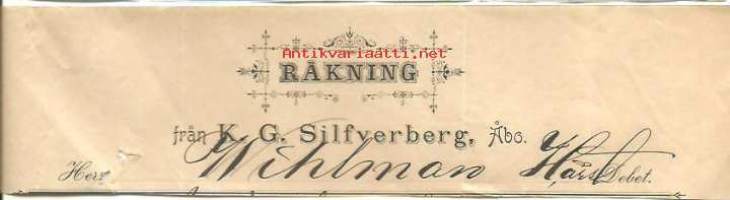 Antikvariaatti.net
RÄKNING
från K. G. Silfverberg, Åbo.
Herr Wihlman Debet.